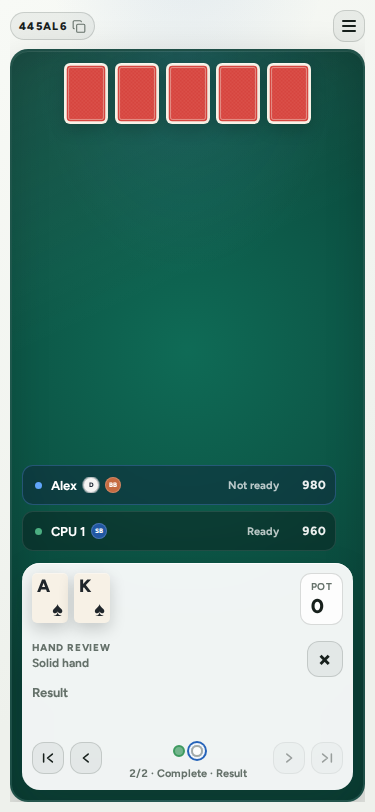 445AL6
Alex D BB Not ready 980
CPU 1 SB Ready 960
A K
POT
0
HAND REVIEW
Solid hand
Result
2/2 · Complete · Result